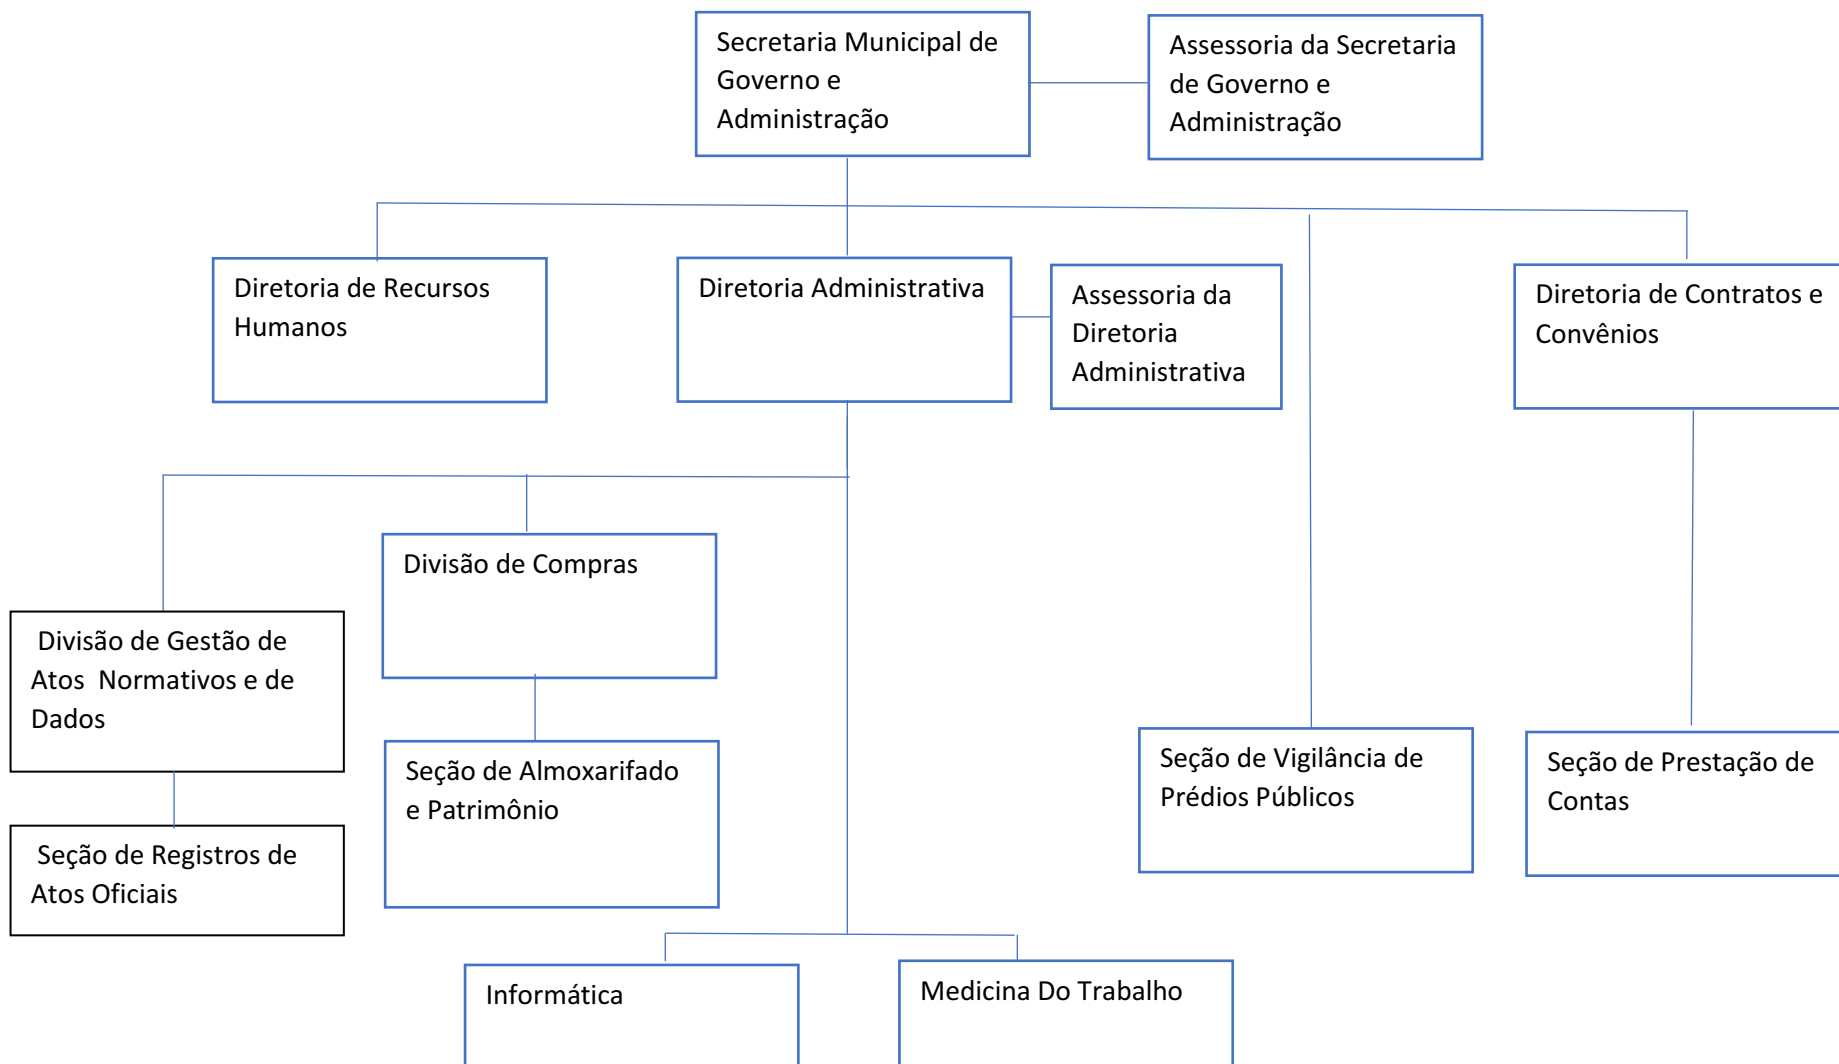 Secretaria Municipal de
Governo e
Administração
Assessoria da Secretaria
de Governo e
Administração
Diretoria de Recursos
Humanos
Diretoria Administrativa
Assessoria da
Diretoria
Administrativa
Diretoria de Contratos e
Convênios
Divisão de Compras
Divisão de Gestão de
Atos  Normativos e de
Dados
Seção de Almoxarifado
e Patrimônio
Seção de Vigilância de
Prédios Públicos
Seção de Prestação de
Contas
Seção de Registros de
Atos Oficiais
Informática
Medicina Do Trabalho